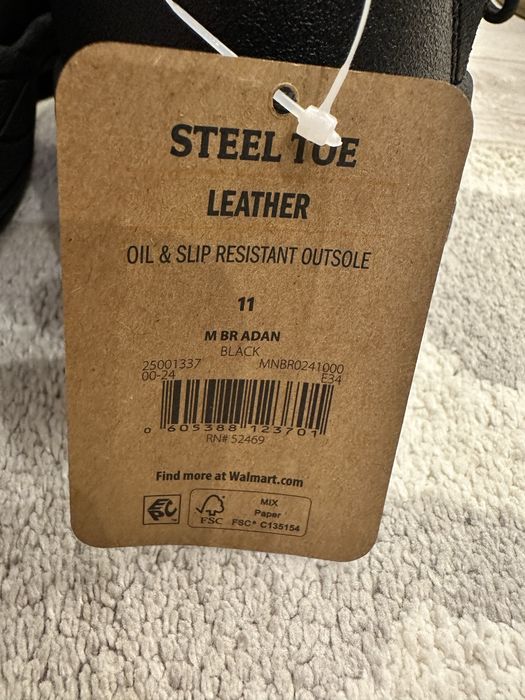 STEEL TOE
LEATHER
OIL & SLIP RESISTANT OUTSOLE
11
M BR ADAN
BLACK
25001337 MNBR0241000
00-24 E34
0 605388 123701
RN# 52469
Find more at Walmart.com
EPC
FSC
MIX
Paper
FSC® C135154